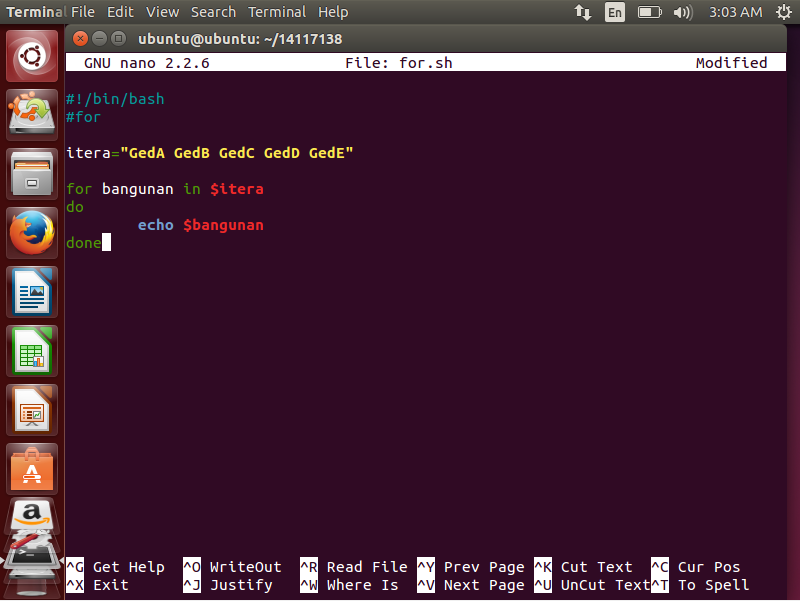 Terminal File Edit View Search Terminal Help En 3:03 AM
ubuntu@ubuntu: ~/14117138
GNU nano 2.2.6 File: for.sh Modified
#!/bin/bash
#for
itera="GedA GedB GedC GedD GedE"
for bangunan in $itera
do
echo $bangunan
done
^G Get Help ^O WriteOut ^R Read File ^Y Prev Page ^K Cut Text ^C Cur Pos
^X Exit ^J Justify ^W Where Is ^V Next Page ^U UnCut Text ^T To Spell